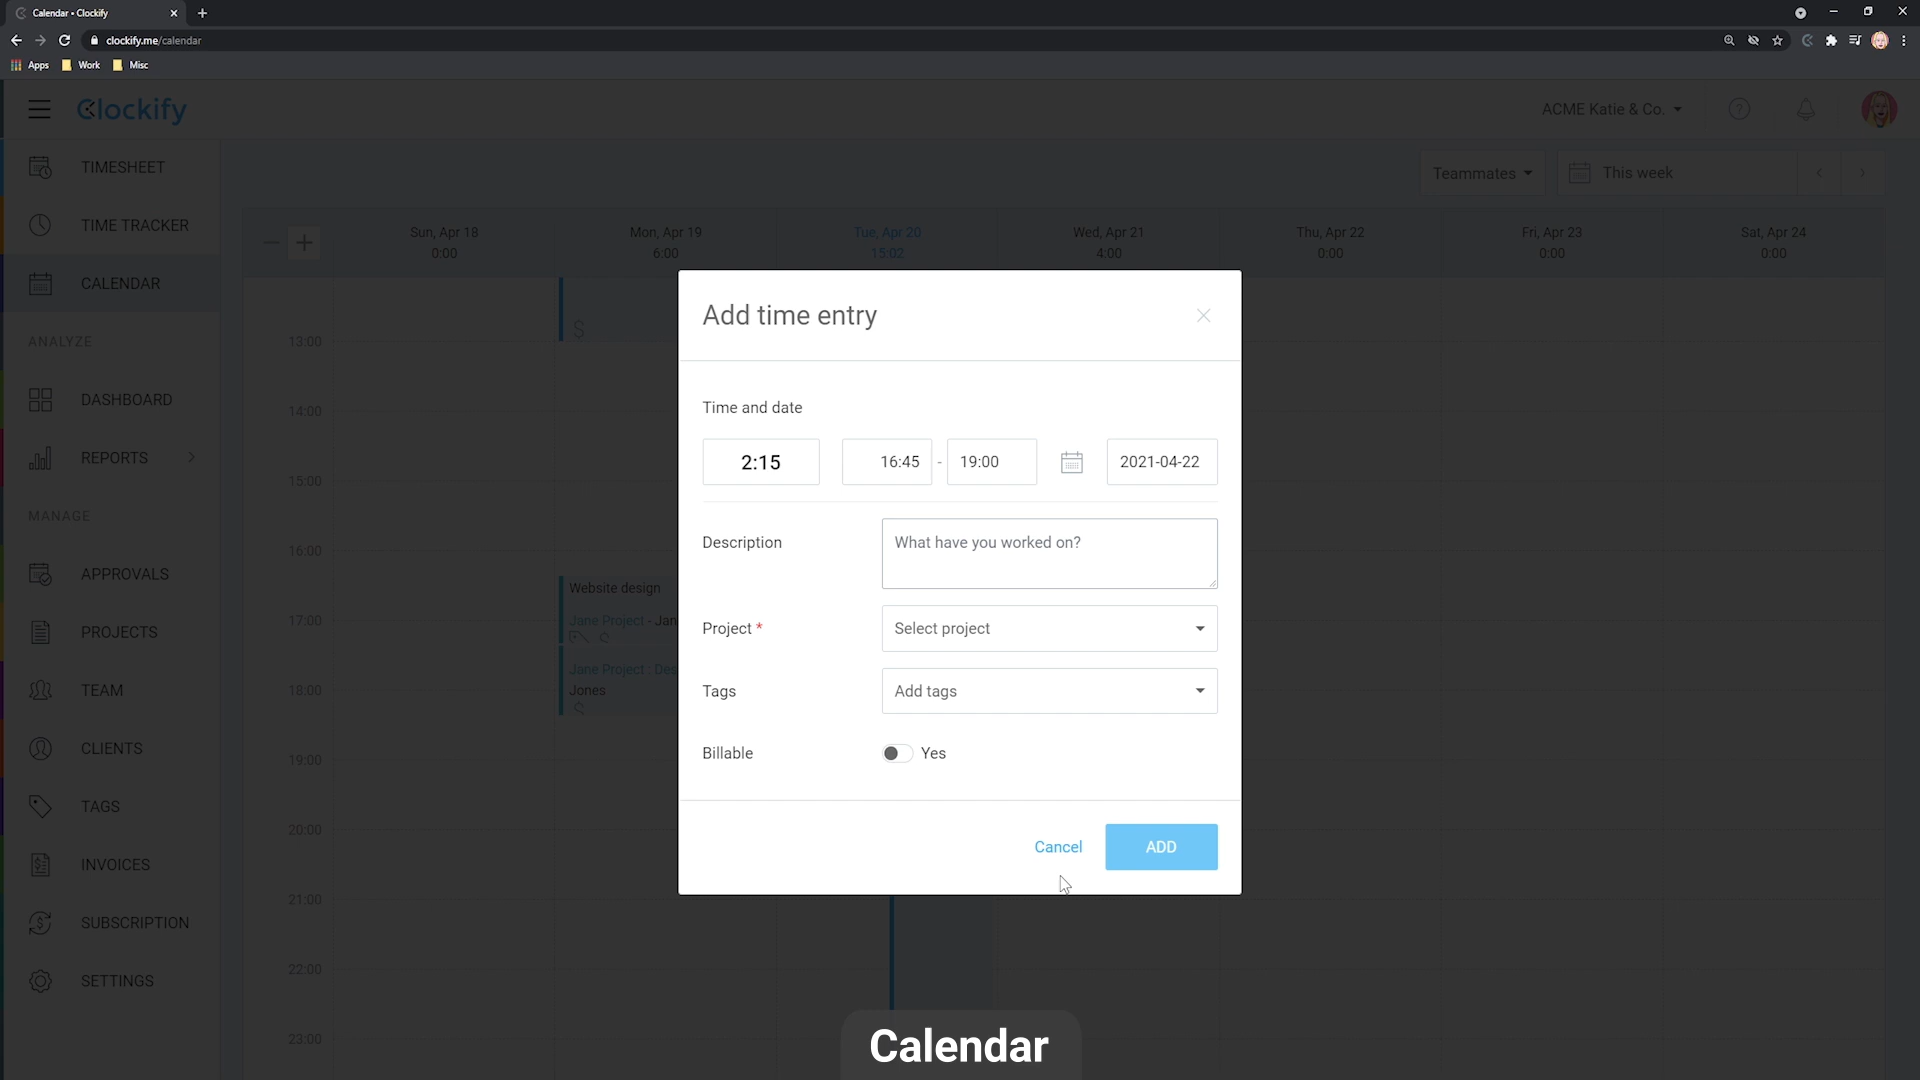 Calendar • Clockify
clockify.me/calendar
Apps
Work
Misc
Clockify
ACME Katie & Co.
TIMESHEET
TIME TRACKER
CALENDAR
ANALYZE
DASHBOARD
REPORTS
MANAGE
APPROVALS
PROJECTS
TEAM
CLIENTS
TAGS
INVOICES
SUBSCRIPTION
SETTINGS
Teammates
This week
Sun, Apr 18
0:00
Mon, Apr 19
6:00
Tue, Apr 20
15:02
Wed, Apr 21
4:00
Thu, Apr 22
0:00
Fri, Apr 23
0:00
Sat, Apr 24
0:00
13:00
14:00
15:00
16:00
17:00
18:00
19:00
20:00
21:00
22:00
23:00
$
Website design
Jane Project - Jan
Jane Project : Des
Jones
Add time entry
Time and date
2:15
16:45 - 19:00
2021-04-22
Description
What have you worked on?
Project *
Select project
Tags
Add tags
Billable
Yes
Cancel
ADD
Calendar